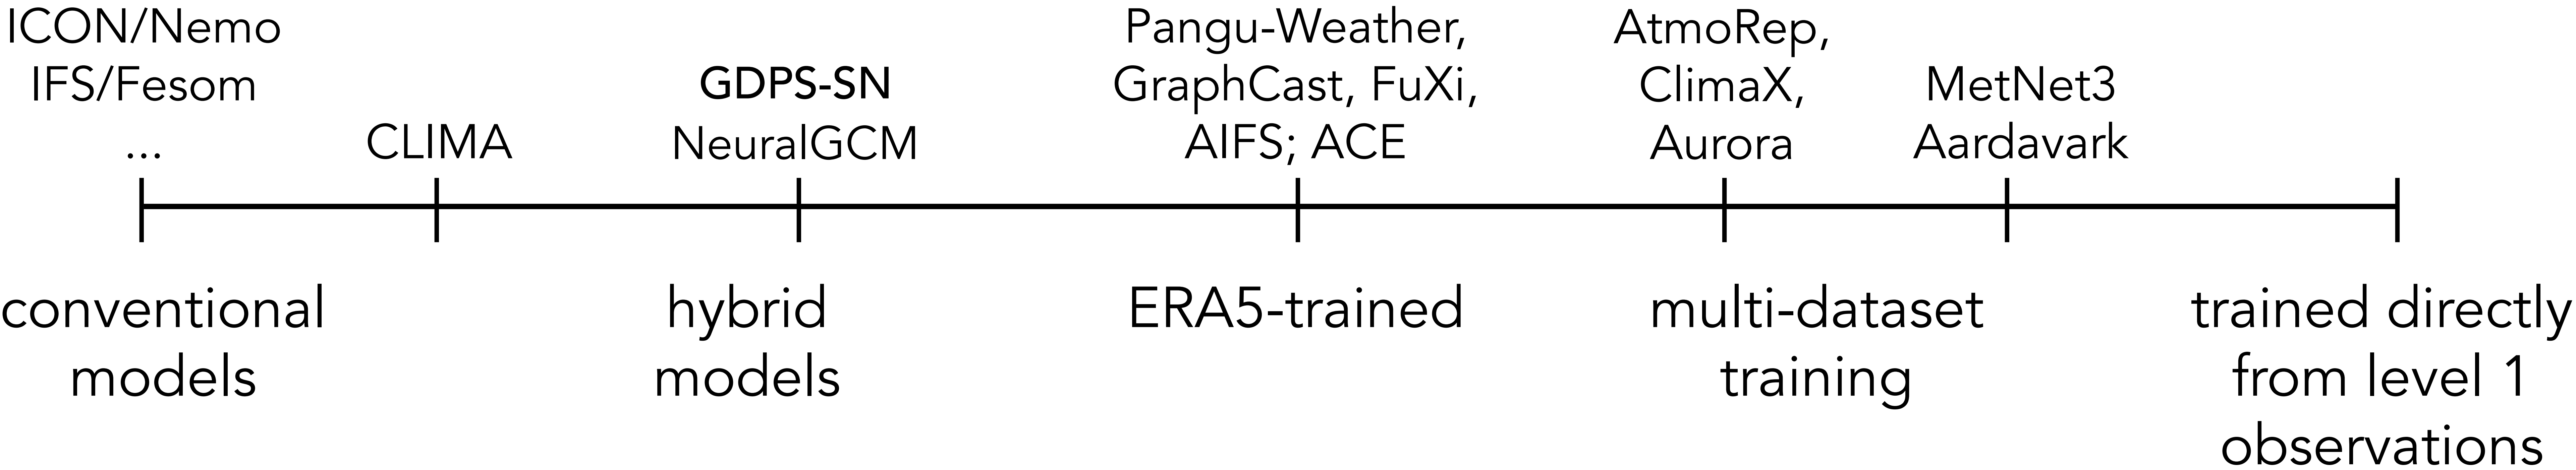 ICON/Nemo
IFS/Fesom
...
CLIMA
GDPS-SN
NeuralGCM
Pangu-Weather,
GraphCast, FuXi,
AIFS; ACE
AtmoRep,
ClimaX,
Aurora
MetNet3
Aardavark
conventional
models
hybrid
models
ERA5-trained
multi-dataset
training
trained directly
from level 1
observations